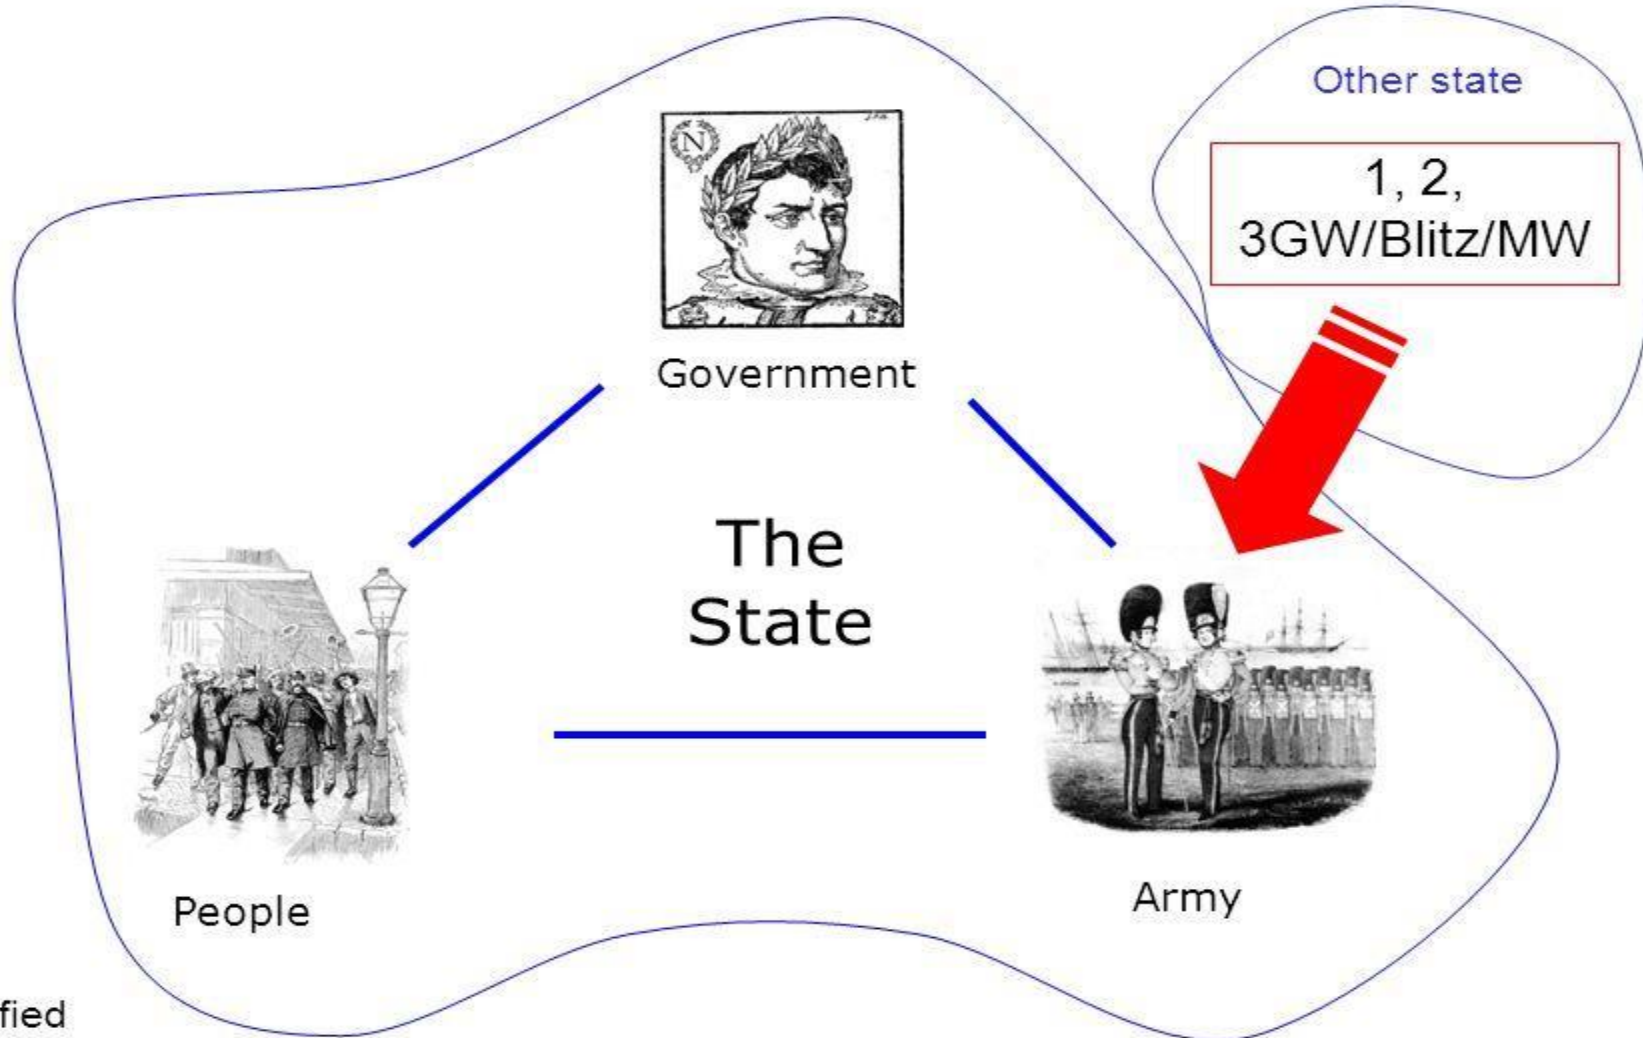 Other state
1, 2,
3GW/Blitz/MW
N
Government
The
State
People
Army
fied